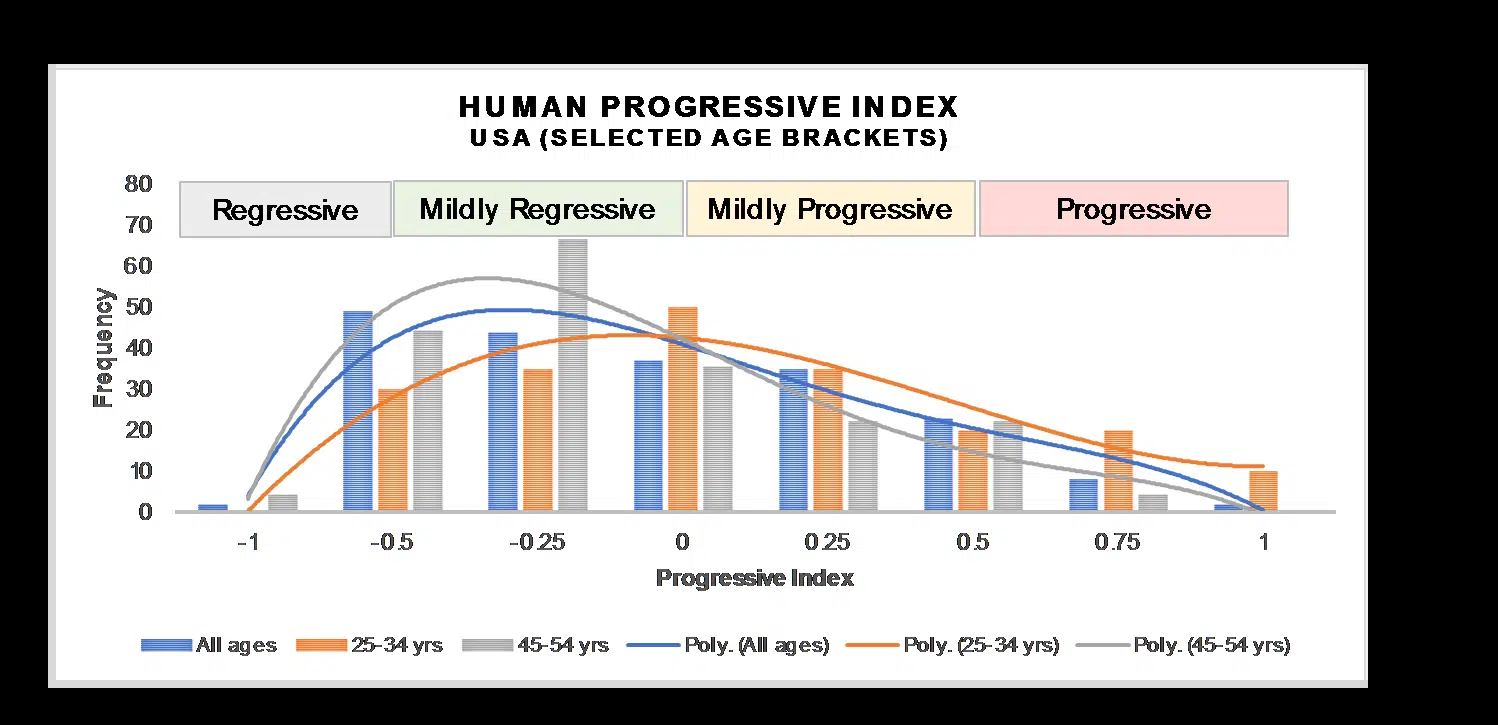 HUMAN PROGRESSIVE INDEX
USA (SELECTED AGE BRACKETS)
80
Regressive Mildly Regressive Mildly Progressive Progressive
70
60
50
40
30
20
10
0
Frequency
-1 -0.5 -0.25 0 0.25 0.5 0.75 1
Progressive Index
All ages 25-34 yrs 45-54 yrs Poly. (All ages) Poly. (25-34 yrs) Poly. (45-54 yrs)